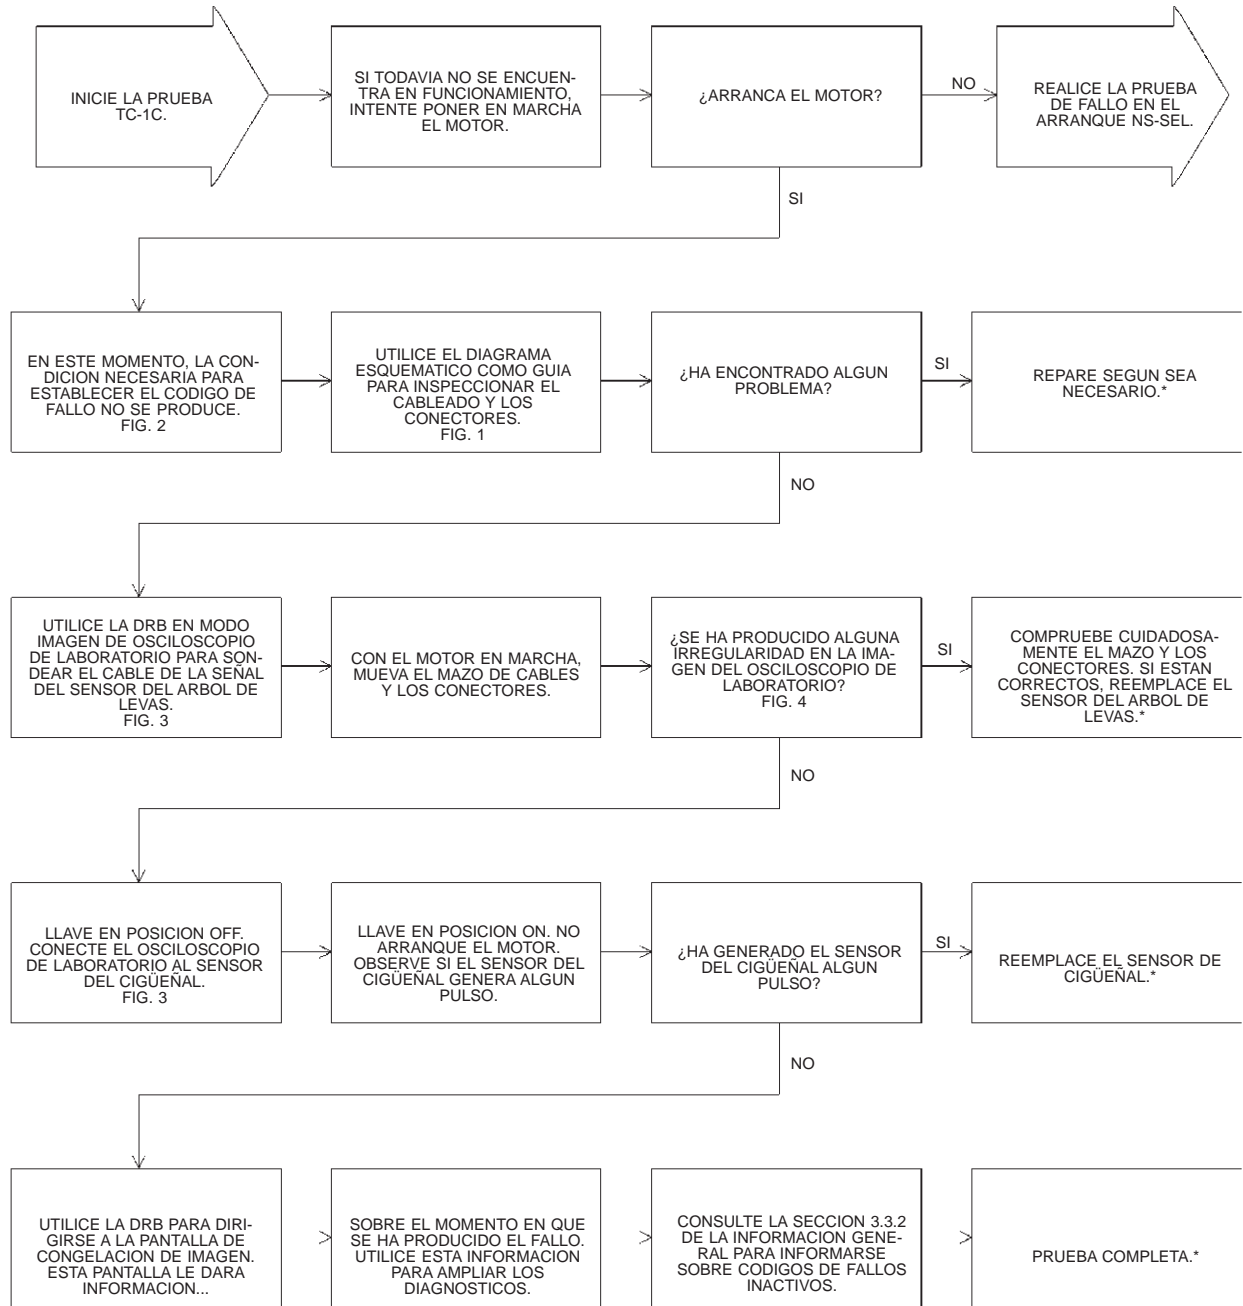 INICIE LA PRUEBA
TC-1C.
SI TODAVIA NO SE ENCUEN-
TRA EN FUNCIONAMIENTO,
INTENTE PONER EN MARCHA
EL MOTOR.
¿ARRANCA EL MOTOR?
NO
REALICE LA PRUEBA
DE FALLO EN EL
ARRANQUE NS-SEL.
SI
EN ESTE MOMENTO, LA CON-
DICION NECESARIA PARA
ESTABLECER EL CODIGO DE
FALLO NO SE PRODUCE.
FIG. 2
UTILICE EL DIAGRAMA
ESQUEMATICO COMO GUIA
PARA INSPECCIONAR EL
CABLEADO Y LOS
CONECTORES.
FIG. 1
¿HA ENCONTRADO ALGUN
PROBLEMA?
SI
REPARE SEGUN SEA
NECESARIO.*
NO
UTILICE LA DRB EN MODO
IMAGEN DE OSCILOSCOPIO
DE LABORATORIO PARA SON-
DEAR EL CABLE DE LA SEÑAL
DEL SENSOR DEL ARBOL DE
LEVAS.
FIG. 3
CON EL MOTOR EN MARCHA,
MUEVA EL MAZO DE CABLES
Y LOS CONECTORES.
¿SE HA PRODUCIDO ALGUNA
IRREGULARIDAD EN LA IMA-
GEN DEL OSCILOSCOPIO DE
LABORATORIO?
FIG. 4
SI
COMPRUEBE CUIDADOSA-
MENTE EL MAZO Y LOS
CONECTORES. SI ESTAN
CORRECTOS, REEMPLACE EL
SENSOR DEL ARBOL DE
LEVAS.*
NO
LLAVE EN POSICION OFF.
CONECTE EL OSCILOSCOPIO
DE LABORATORIO AL SENSOR
DEL CIGÜEÑAL.
FIG. 3
LLAVE EN POSICION ON. NO
ARRANQUE EL MOTOR.
OBSERVE SI EL SENSOR DEL
CIGÜEÑAL GENERA ALGUN
PULSO.
¿HA GENERADO EL SENSOR
DEL CIGÜEÑAL ALGUN
PULSO?
SI
REEMPLACE EL SENSOR DE
CIGÜEÑAL.*
NO
UTILICE LA DRB PARA DIRI-
GIRSE A LA PANTALLA DE
CONGELACION DE IMAGEN.
ESTA PANTALLA LE DARA
INFORMACION...
SOBRE EL MOMENTO EN QUE
SE HA PRODUCIDO EL FALLO.
UTILICE ESTA INFORMACION
PARA AMPLIAR LOS
DIAGNOSTICOS.
CONSULTE LA SECCION 3.3.2
DE LA INFORMACION GENE-
RAL PARA INFORMARSE
SOBRE CODIGOS DE FALLOS
INACTIVOS.
PRUEBA COMPLETA.*